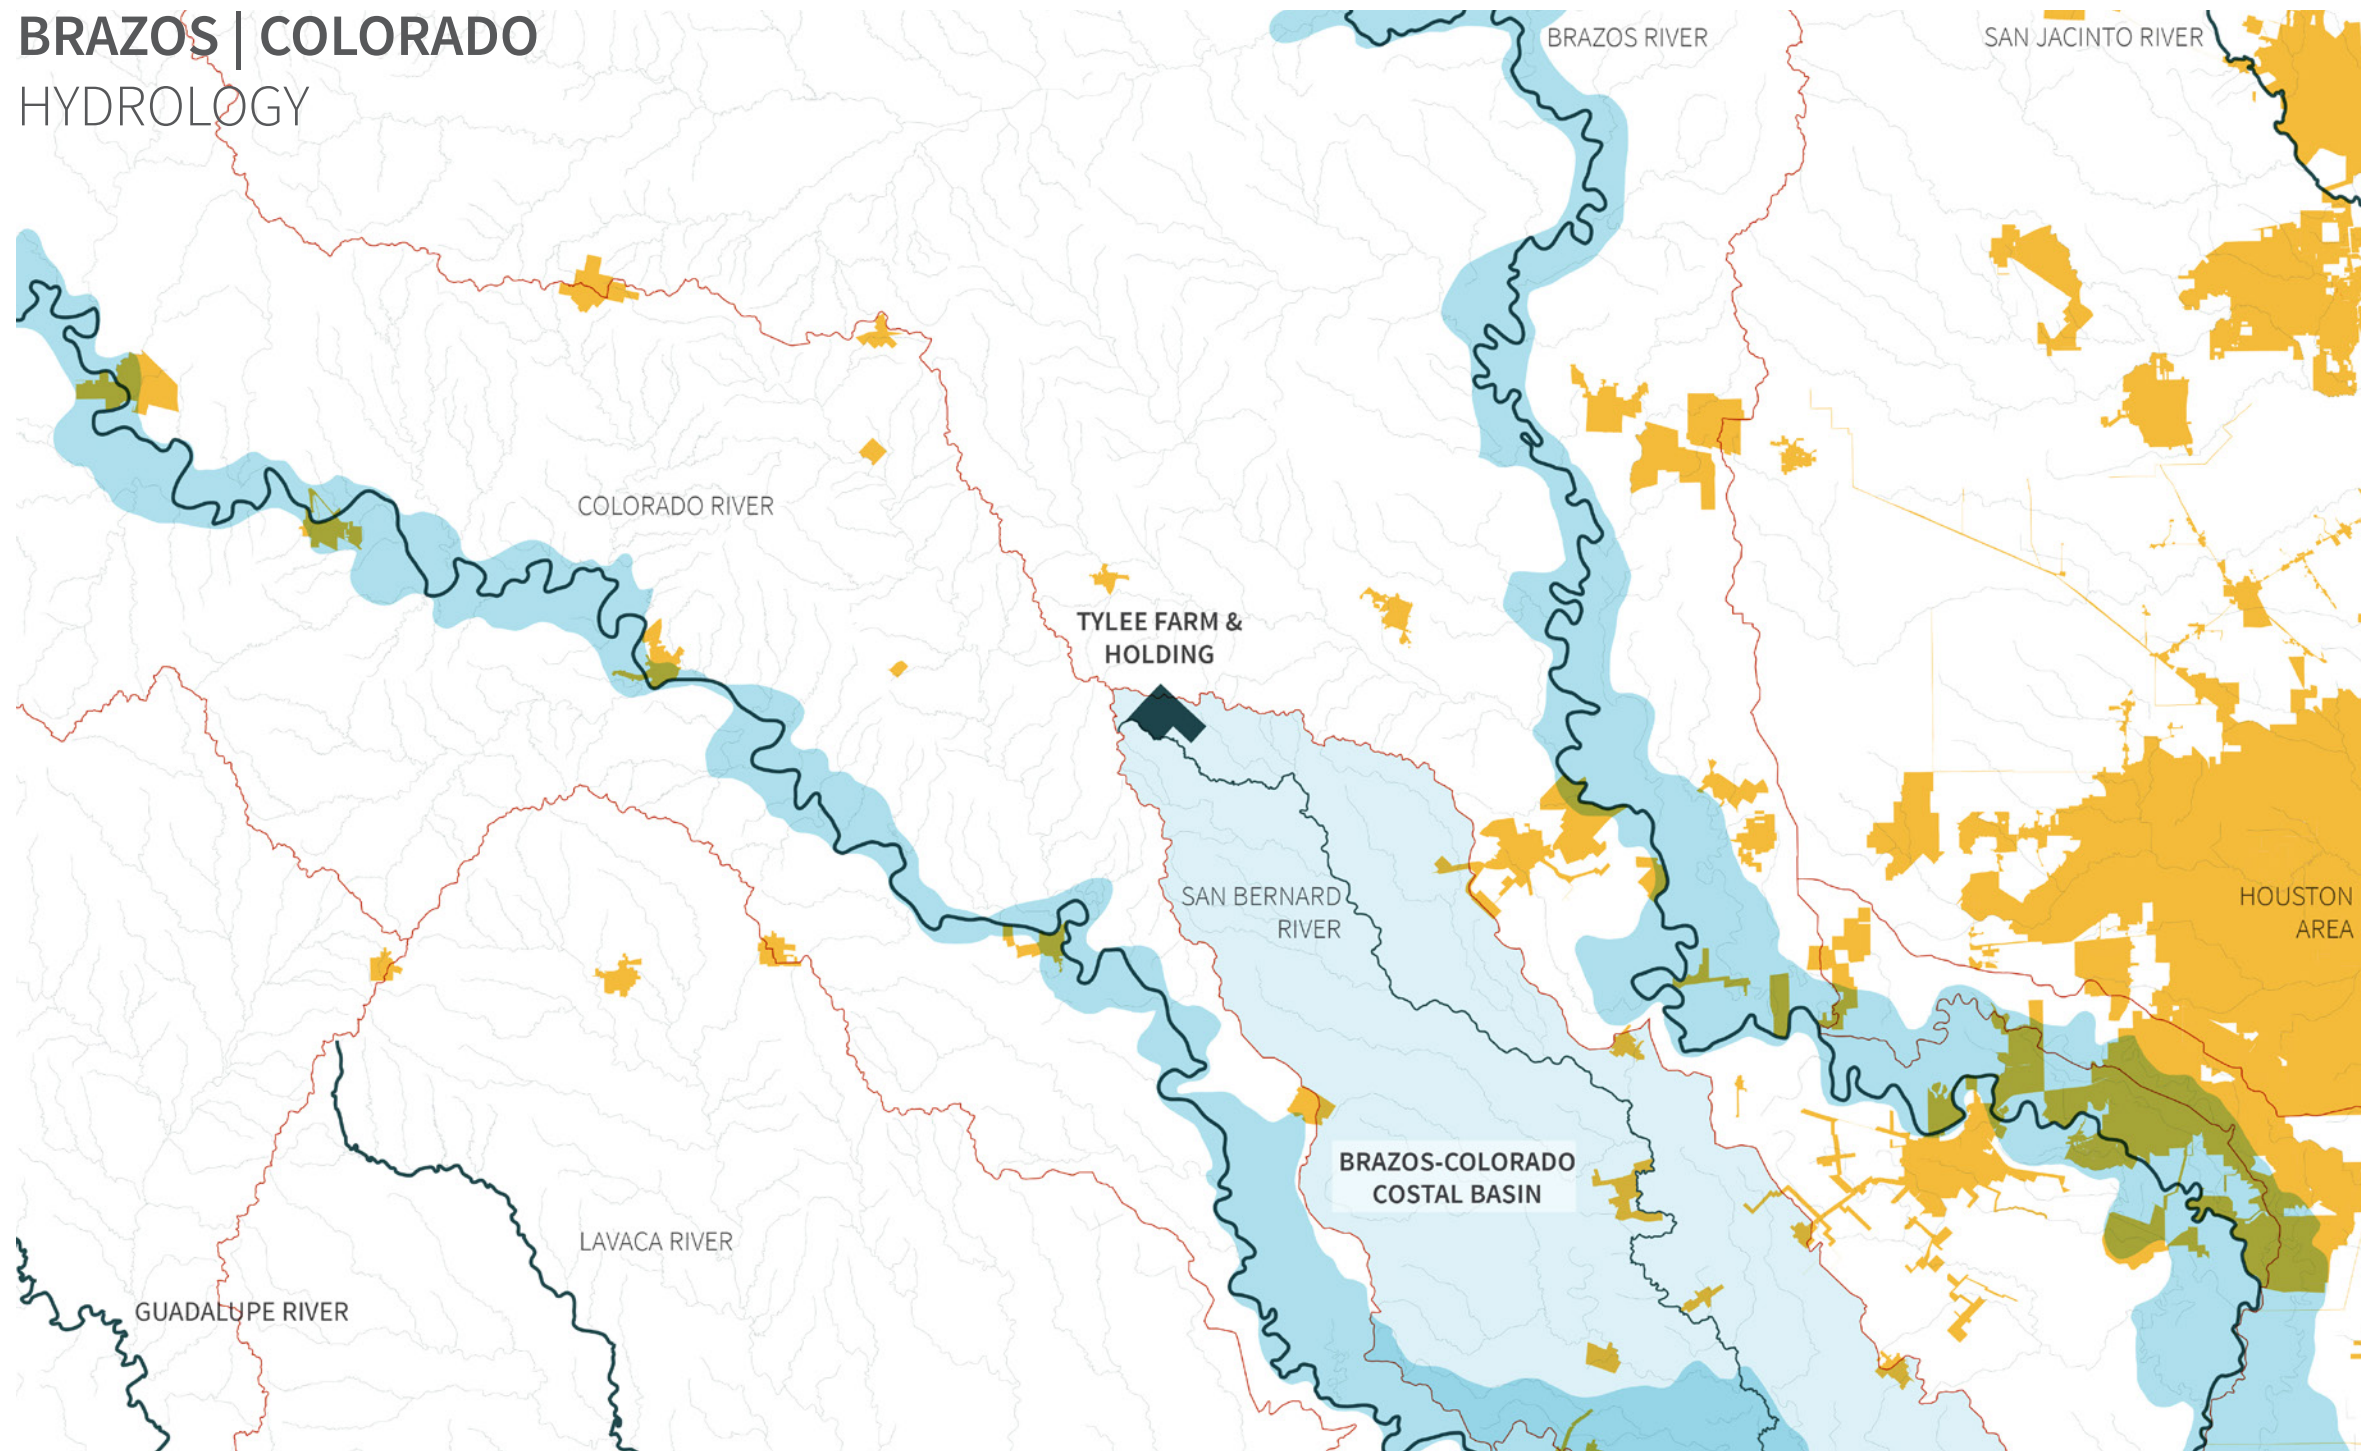 BRAZOS | COLORADO
HYDROLOGY
BRAZOS RIVER
SAN JACINTO RIVER
COLORADO RIVER
TYLEE FARM &
HOLDING
SAN BERNARD
RIVER
HOUSTON
AREA
BRAZOS-COLORADO
COSTAL BASIN
LAVACA RIVER
GUADALUPE RIVER